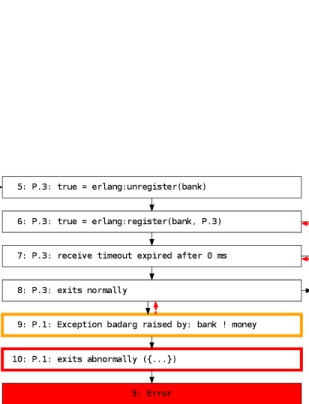 5: P.3: true = erlang:unregister(bank)
6: P.3: true = erlang:register(bank, P.3)
7: P.3: receive timeout expired after 0 ms
8: P.3: exits normally
9: P.1: Exception badarg raised by: bank ! money
10: P.1: exits abnormally ({...})
3: Error